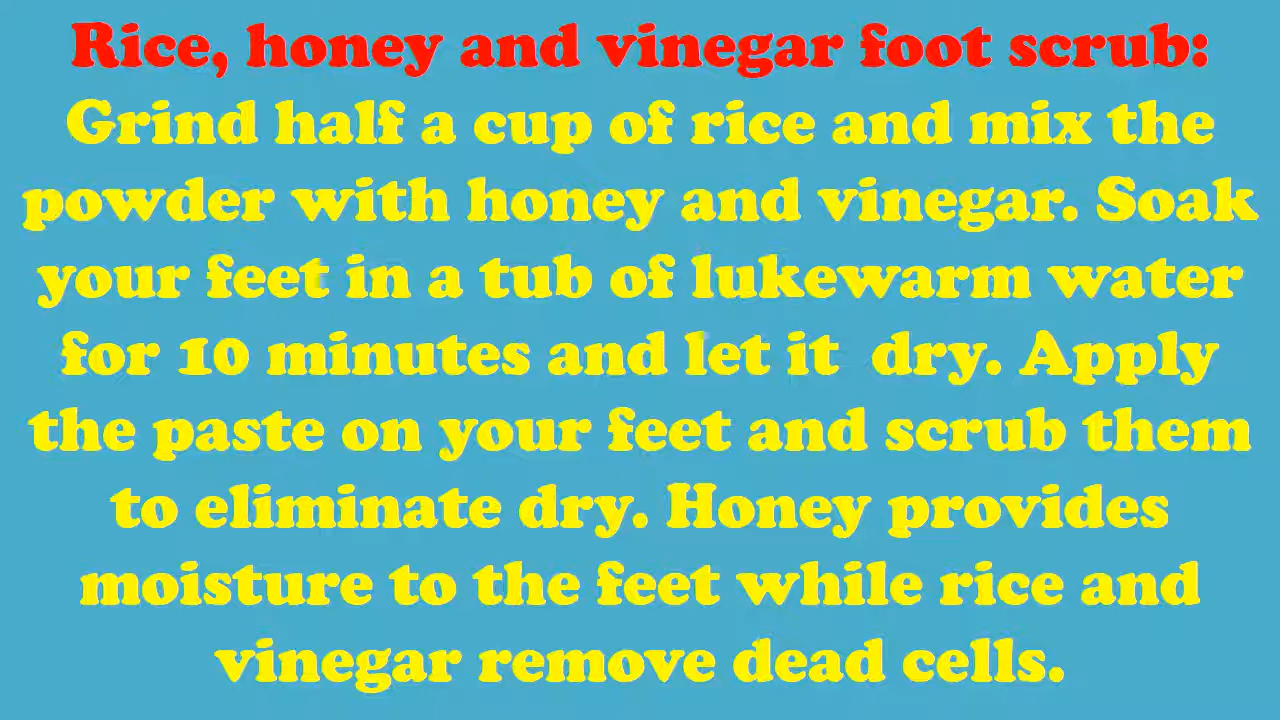 Rice, honey and vinegar foot scrub:
Grind half a cup of rice and mix the
powder with honey and vinegar. Soak
your feet in a tub of lukewarm water
for 10 minutes and let it  dry. Apply
the paste on your feet and scrub them
to eliminate dry. Honey provides
moisture to the feet while rice and
vinegar remove dead cells.